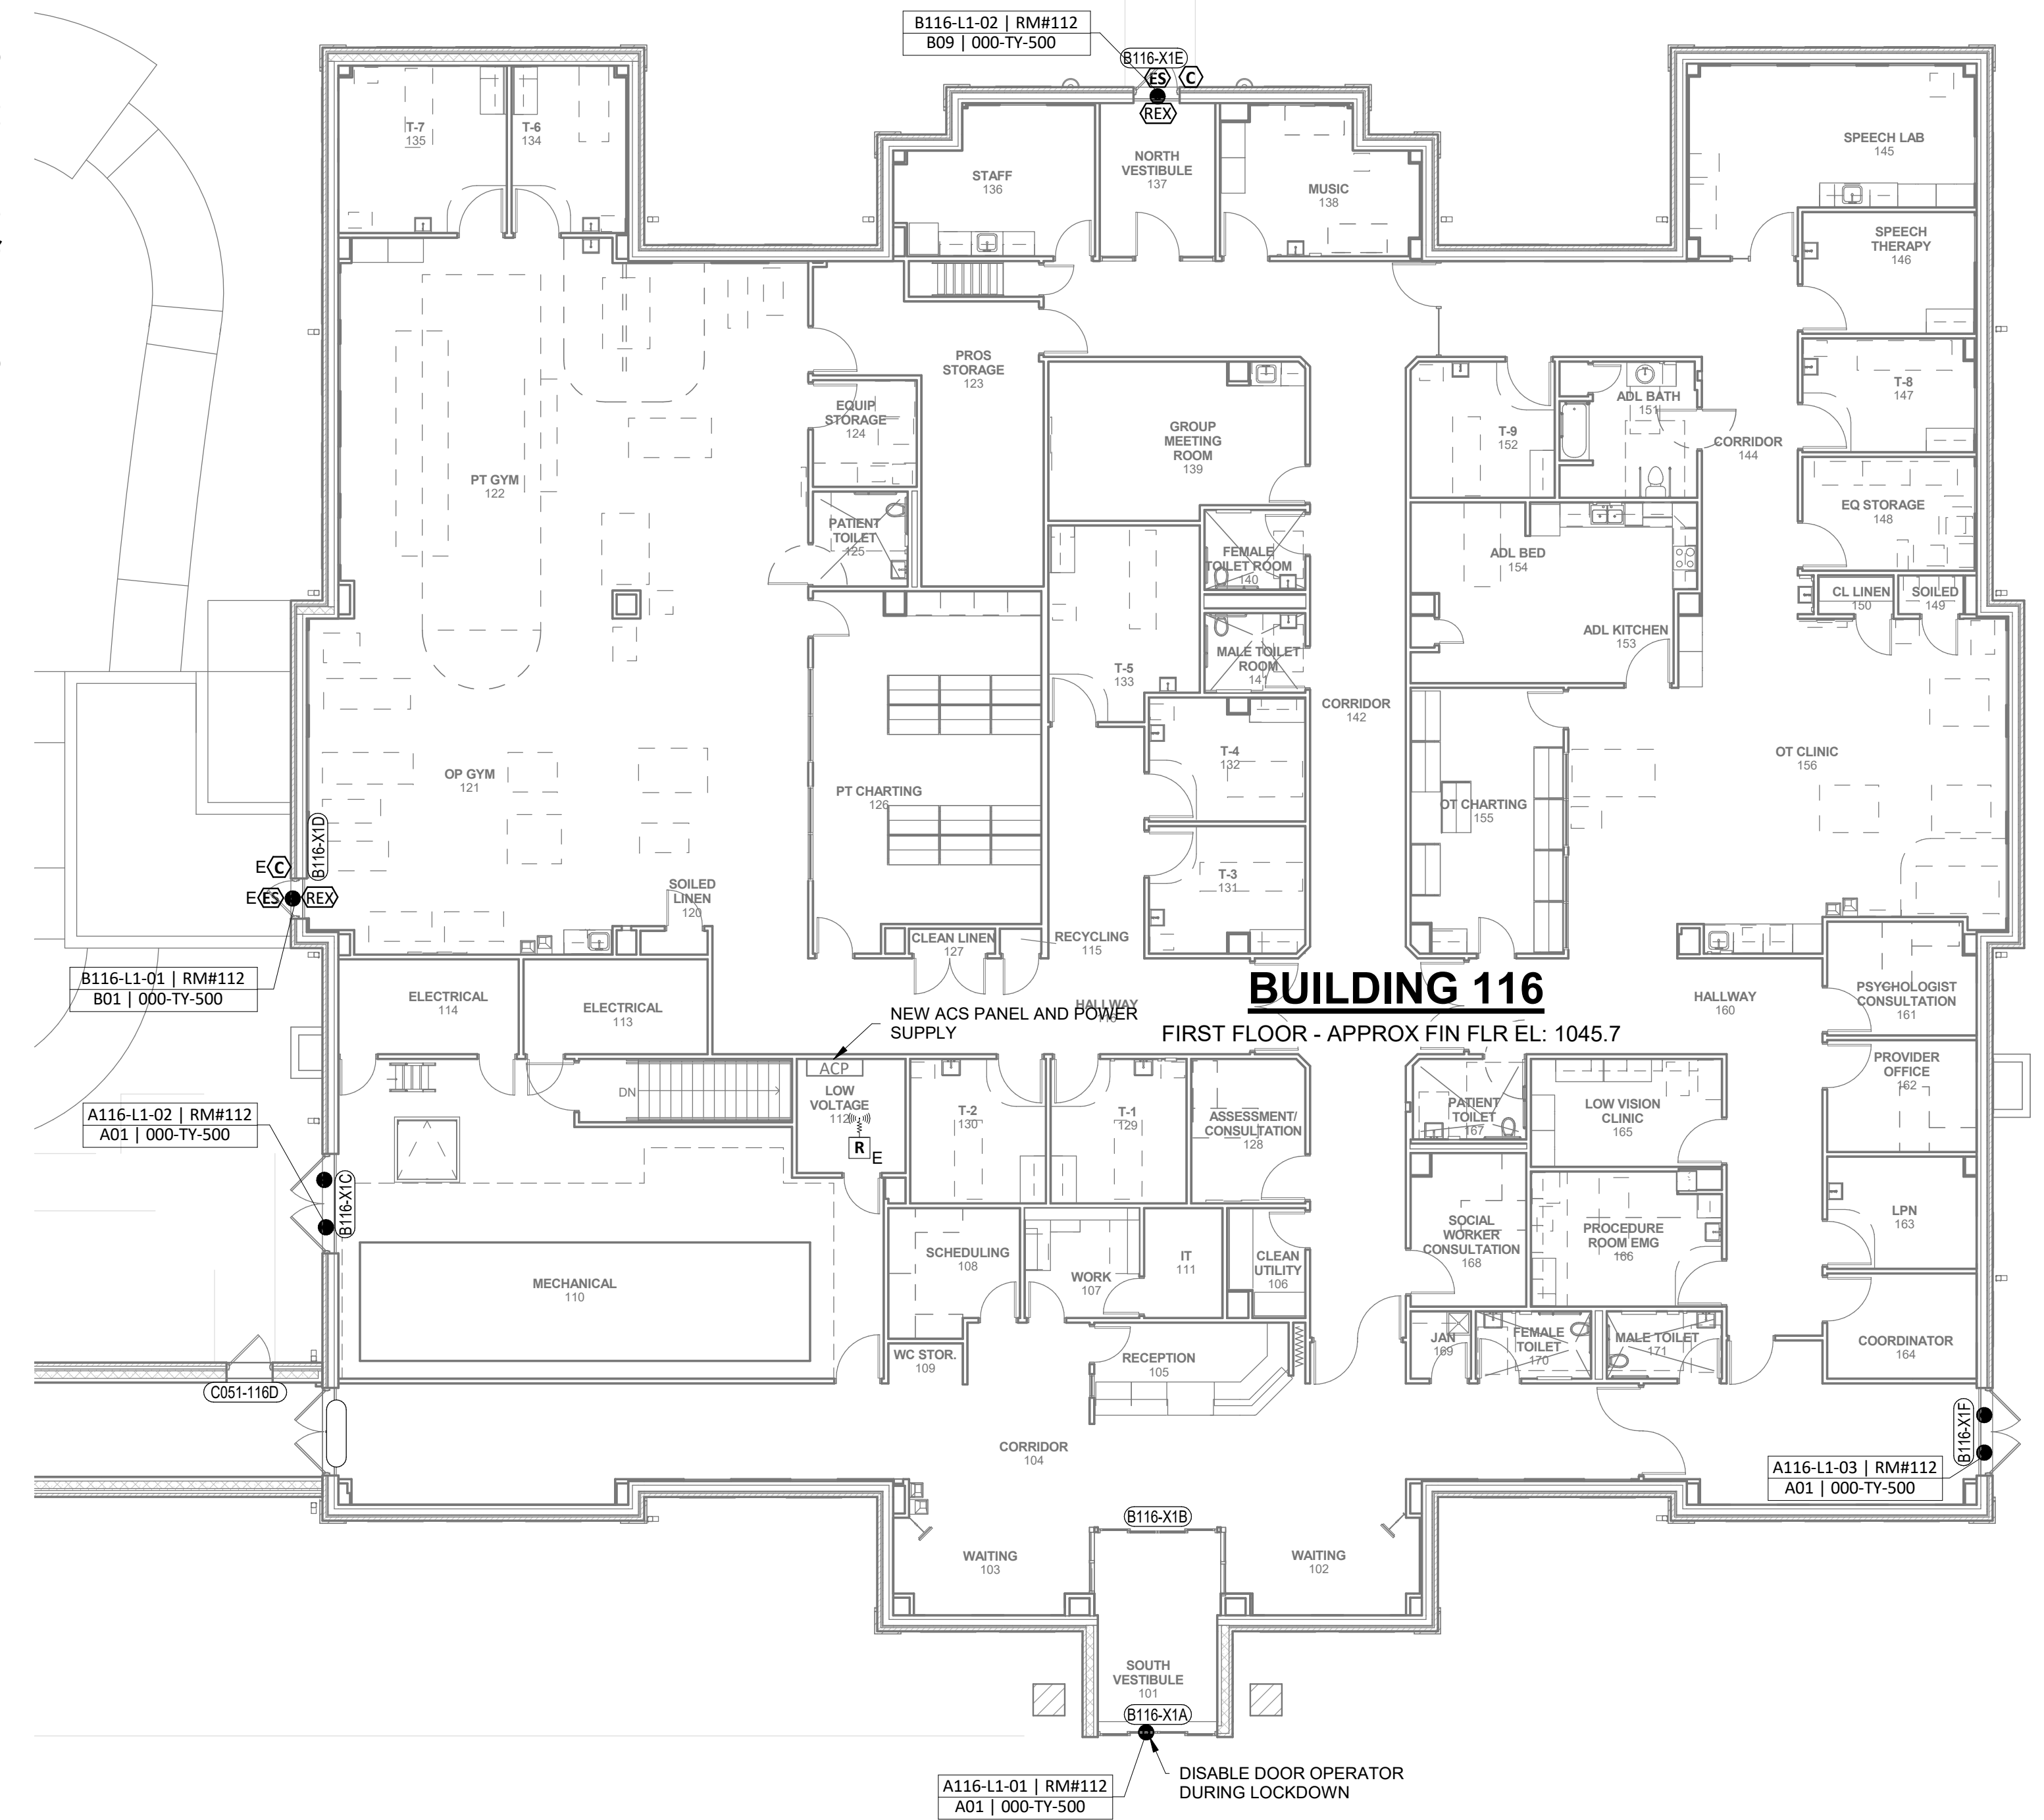 B116-L1-02 | RM#112
B09 | 000-TY-500
B116-X1E
ES
C
REX
T-7
135
T-6
134
STAFF
136
NORTH
VESTIBULE
137
MUSIC
138
SPEECH LAB
145
SPEECH
THERAPY
146
PROS
STORAGE
123
EQUIP
STORAGE
124
PATIENT
TOILET
125
PT GYM
122
GROUP
MEETING
ROOM
139
FEMALE
TOILET ROOM
140
MALE TOILET
ROOM
141
T-9
152
ADL BATH
151
CORRIDOR
144
T-8
147
EQ STORAGE
148
CL LINEN
150
SOILED
149
ADL BED
154
ADL KITCHEN
153
T-5
133
CORRIDOR
142
T-4
132
T-3
131
OP GYM
121
PT CHARTING
126
OT CHARTING
155
OT CLINIC
156
B116-X1D
E C
E ES REX
SOILED
LINEN
120
CLEAN LINEN
127
RECYCLING
115
B116-L1-01 | RM#112
B01 | 000-TY-500
ELECTRICAL
114
ELECTRICAL
113
HALLWAY
NEW ACS PANEL AND POWER
SUPPLY
BUILDING 116
FIRST FLOOR - APPROX FIN FLR EL: 1045.7
HALLWAY
160
PSYCHOLOGIST
CONSULTATION
161
PROVIDER
OFFICE
162
DN
ACP
LOW
VOLTAGE
112
R
E
T-2
130
T-1
129
ASSESSMENT/
CONSULTATION
128
PATIENT
TOILET
167
LOW VISION
CLINIC
165
A116-L1-02 | RM#112
A01 | 000-TY-500
B116-X1C
MECHANICAL
110
SCHEDULING
108
WORK
107
IT
111
CLEAN
UTILITY
106
SOCIAL
WORKER
CONSULTATION
168
PROCEDURE
ROOM EMG
166
LPN
163
COORDINATOR
164
WC STOR.
109
RECEPTION
105
JAN
169
FEMALE
TOILET
170
MALE TOILET
171
C051-116D
CORRIDOR
104
B116-X1F
A116-L1-03 | RM#112
A01 | 000-TY-500
B116-X1B
WAITING
103
WAITING
102
SOUTH
VESTIBULE
101
B116-X1A
DISABLE DOOR OPERATOR
DURING LOCKDOWN
A116-L1-01 | RM#112
A01 | 000-TY-500